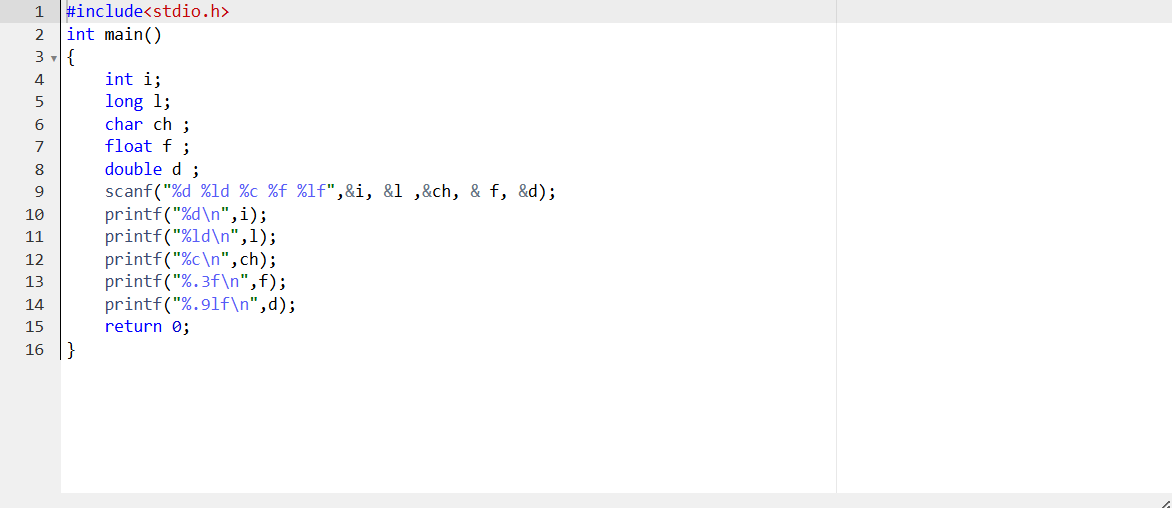 1 #include<stdio.h>
2 int main()
3 {
4     int i;
5     long l;
6     char ch ;
7     float f ;
8     double d ;
9     scanf("%d %ld %c %f %lf",&i, &l ,&ch, & f, &d);
10     printf("%d\n",i);
11     printf("%ld\n",l);
12     printf("%c\n",ch);
13     printf("%.3f\n",f);
14     printf("%.9lf\n",d);
15     return 0;
16 }